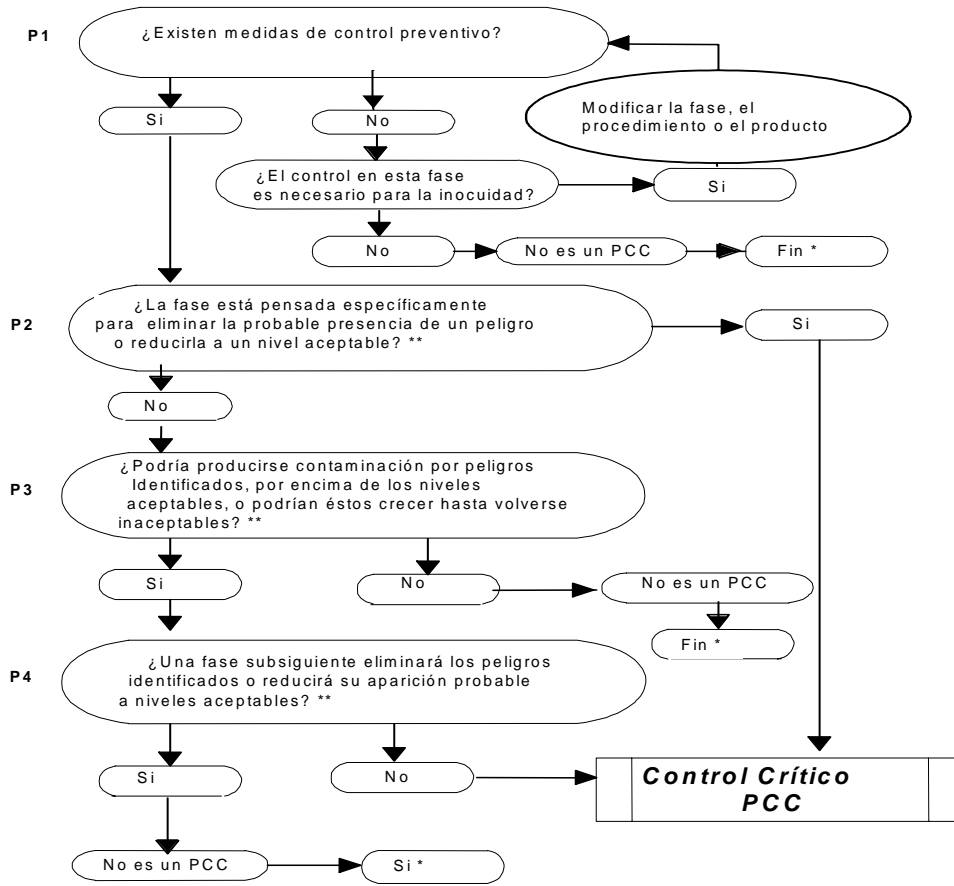 P1
¿Existen medidas de control preventivo?
Si
No
Modificar la fase, el
procedimiento o el producto
¿El control en esta fase
es necesario para la inocuidad?
Si
No
No es un PCC
Fin *
P2
¿La fase está pensada específicamente
para eliminar la probable presencia de un peligro
o reducirla a un nivel aceptable? **
Si
No
P3
¿Podría producirse contaminación por peligros
Identificados, por encima de los niveles
aceptables, o podrían éstos crecer hasta volverse
inaceptables? **
Si
No
No es un PCC
Fin *
P4
¿Una fase subsiguiente eliminará los peligros
identificados o reducirá su aparición probable
a niveles aceptables? **
Si
No
Control Crítico
PCC
No es un PCC
Si *